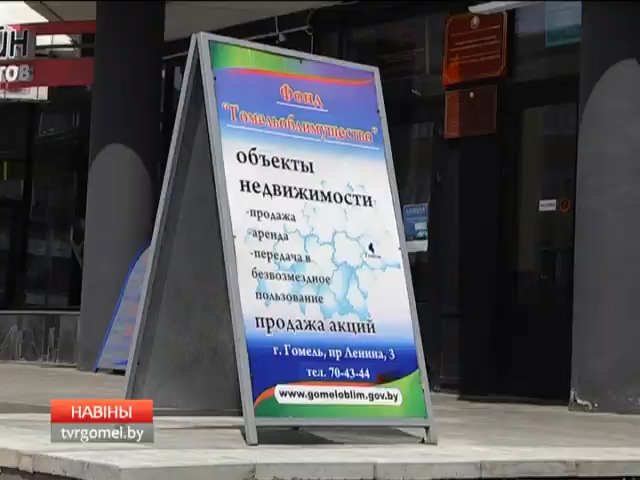 Фонд
"Гомельоблимущество"
объекты
недвижимости
-продажа
-аренда
-передача в
безвозмездное
пользование
продажа акций
г. Гомель, пр Ленина, 3
тел. 70-43-44
www.gomeloblim.gov.by
НАВІНЫ
tvrgomel.by